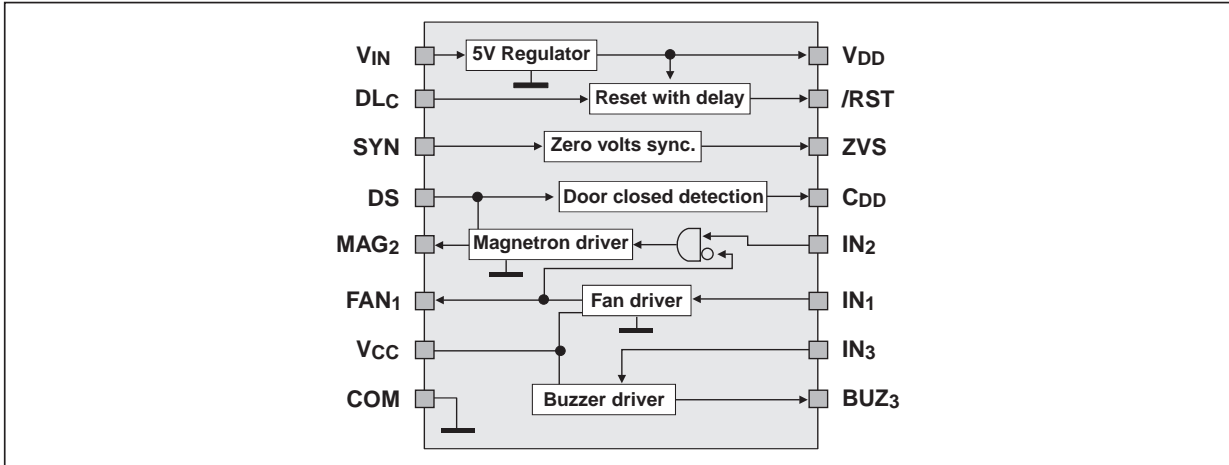 VIN 5V Regulator VDD
DLC Reset with delay /RST
SYN Zero volts sync. ZVS
DS Door closed detection CDD
MAG2 Magnetron driver IN2
FAN1 Fan driver IN1
VCC IN3
COM Buzzer driver BUZ3